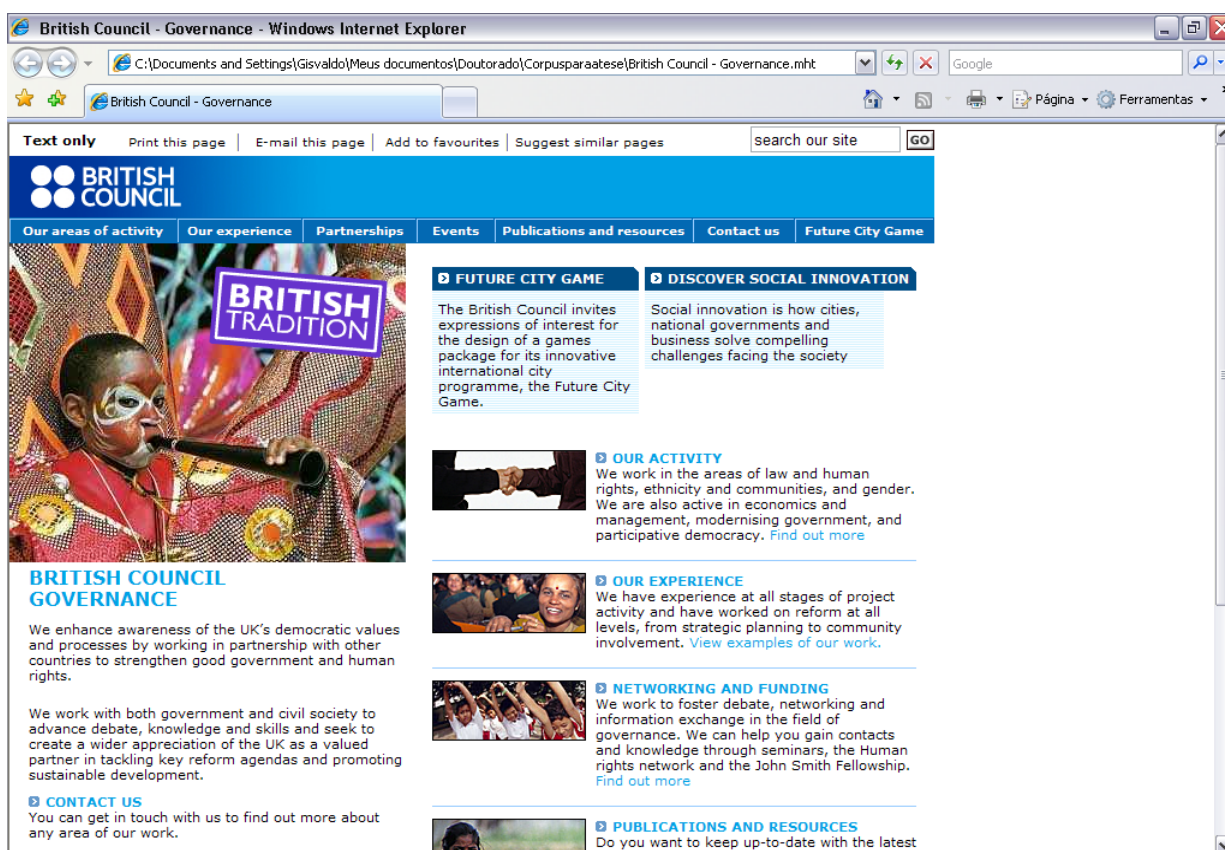 British Council - Governance - Windows Internet Explorer
C:\Documents and Settings\Gisvaldo\Meus documentos\Doutorado\Corpusparaatese\British Council - Governance.mht
Google
British Council - Governance
Página
Ferramentas
Text only
Print this page
E-mail this page
Add to favourites
Suggest similar pages
search our site
GO
BRITISH
COUNCIL
Our areas of activity
Our experience
Partnerships
Events
Publications and resources
Contact us
Future City Game
BRITISH
TRADITION
BRITISH COUNCIL
GOVERNANCE
We enhance awareness of the UK's democratic values
and processes by working in partnership with other
countries to strengthen good government and human
rights.
We work with both government and civil society to
advance debate, knowledge and skills and seek to
create a wider appreciation of the UK as a valued
partner in tackling key reform agendas and promoting
sustainable development.
CONTACT US
You can get in touch with us to find out more about
any area of our work.
FUTURE CITY GAME
The British Council invites
expressions of interest for
the design of a games
package for its innovative
international city
programme, the Future City
Game.
DISCOVER SOCIAL INNOVATION
Social innovation is how cities,
national governments and
business solve compelling
challenges facing the society
OUR ACTIVITY
We work in the areas of law and human
rights, ethnicity and communities, and gender.
We are also active in economics and
management, modernising government, and
participative democracy. Find out more
OUR EXPERIENCE
We have experience at all stages of project
activity and have worked on reform at all
levels, from strategic planning to community
involvement. View examples of our work.
NETWORKING AND FUNDING
We work to foster debate, networking and
information exchange in the field of
governance. We can help you gain contacts
and knowledge through seminars, the Human
rights network and the John Smith Fellowship.
Find out more
PUBLICATIONS AND RESOURCES
Do you want to keep up-to-date with the latest